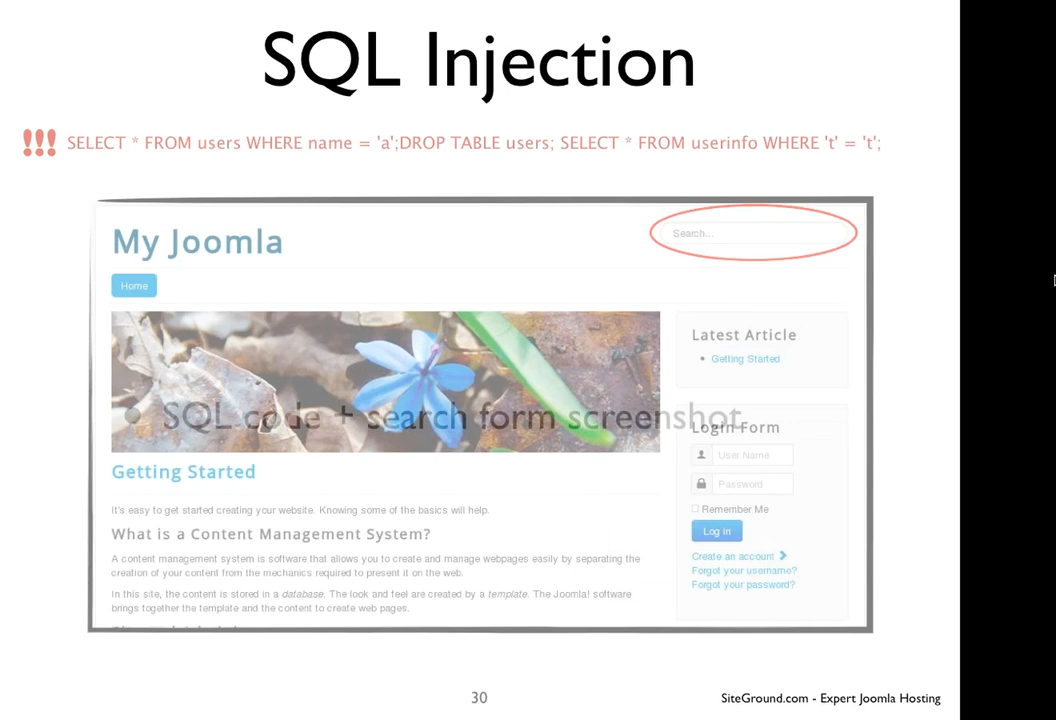 SQL Injection
!!! SELECT * FROM users WHERE name = 'a';DROP TABLE users; SELECT * FROM userinfo WHERE 't' = 't';
My Joomla
Search...
Home
Latest Article
• Getting Started
• SQL code + search form screenshot
Login Form
User Name
Password
Remember Me
Log in
Create an account
Forgot your username?
Forgot your password?
Getting Started
It's easy to get started creating your website. Knowing some of the basics will help.
What is a Content Management System?
A content management system is software that allows you to create and manage webpages easily by separating the
creation of your content from the mechanics required to present it on the web.
In this site, the content is stored in a database. The look and feel are created by a template. The Joomla! software
brings together the template and the content to create web pages.
30
SiteGround.com - Expert Joomla Hosting